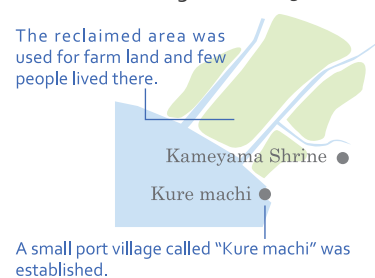 The reclaimed area was
used for farm land and few
people lived there.
Kameyama Shrine
Kure machi
A small port village called “Kure machi” was
established.